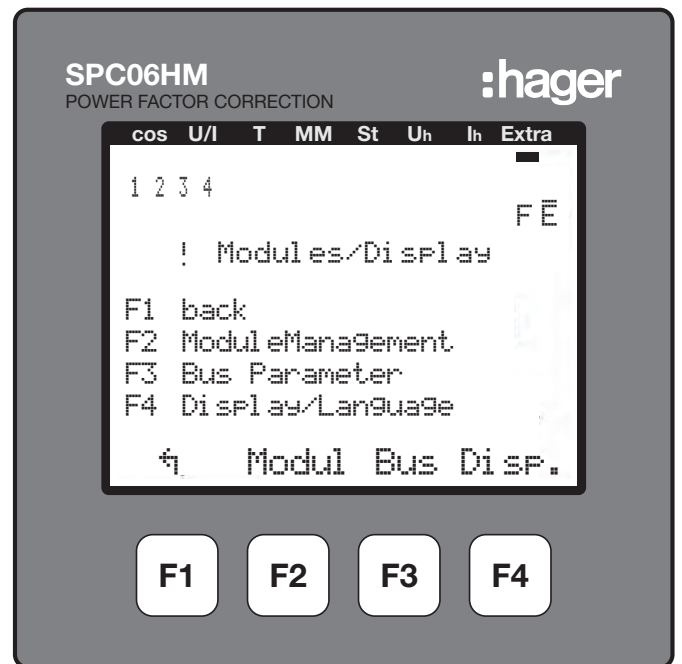 SPC06HM
:hager
POWER FACTOR CORRECTION
cos U/I T MM St Uh Ih Extra
1 2 3 4
F Ē
! Modules/Display
F1 back
F2 ModuleManagement
F3 Bus Parameter
F4 Display/Language
↰ Modul Bus Disp.
F1 F2 F3 F4